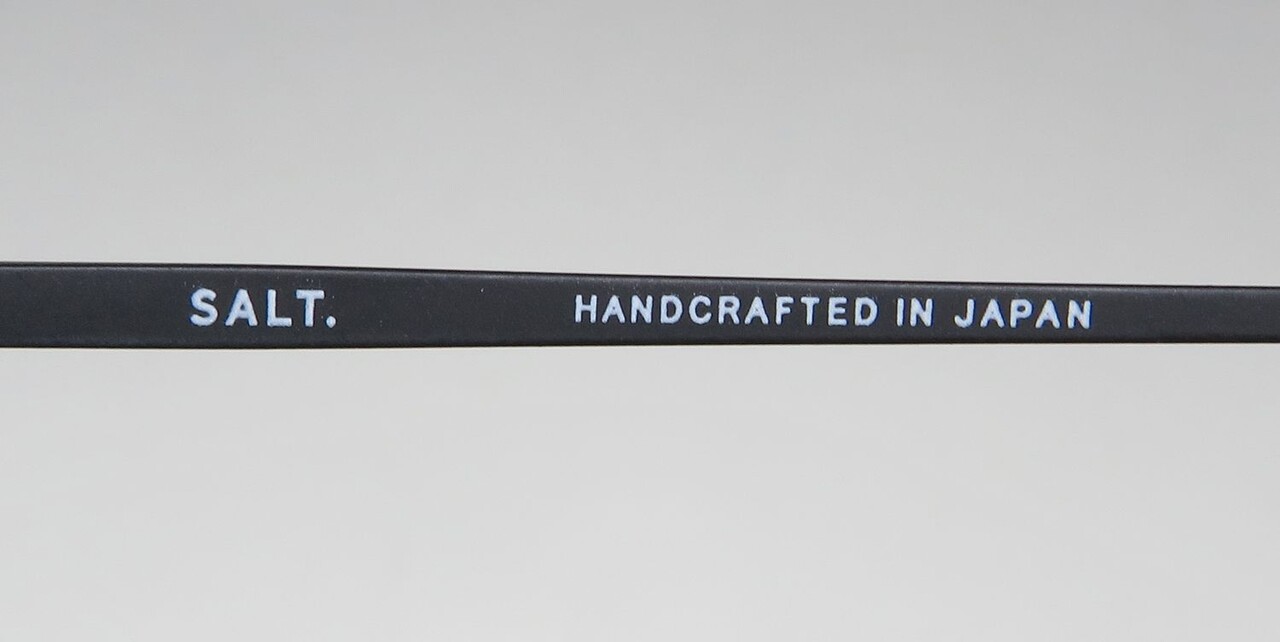 SALT. HANDCRAFTED IN JAPAN